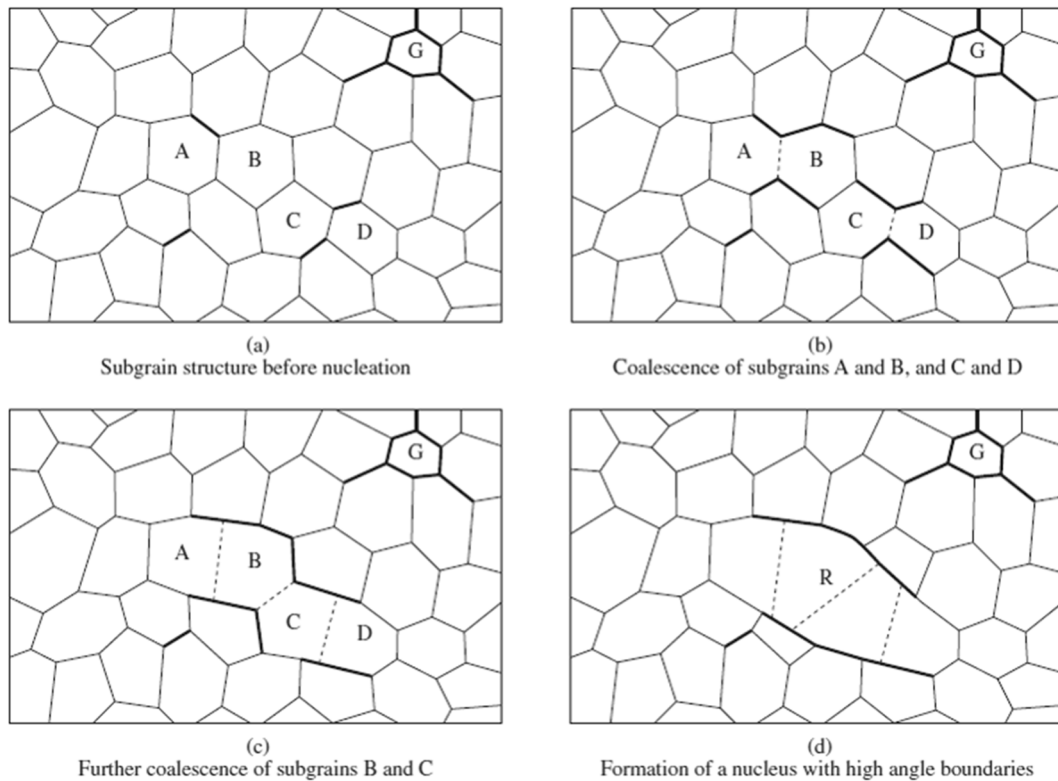 G
A
B
C
D
(a)
Subgrain structure before nucleation
G
A
B
C
D
(b)
Coalescence of subgrains A and B, and C and D
G
A
B
C
D
(c)
Further coalescence of subgrains B and C
G
R
(d)
Formation of a nucleus with high angle boundaries